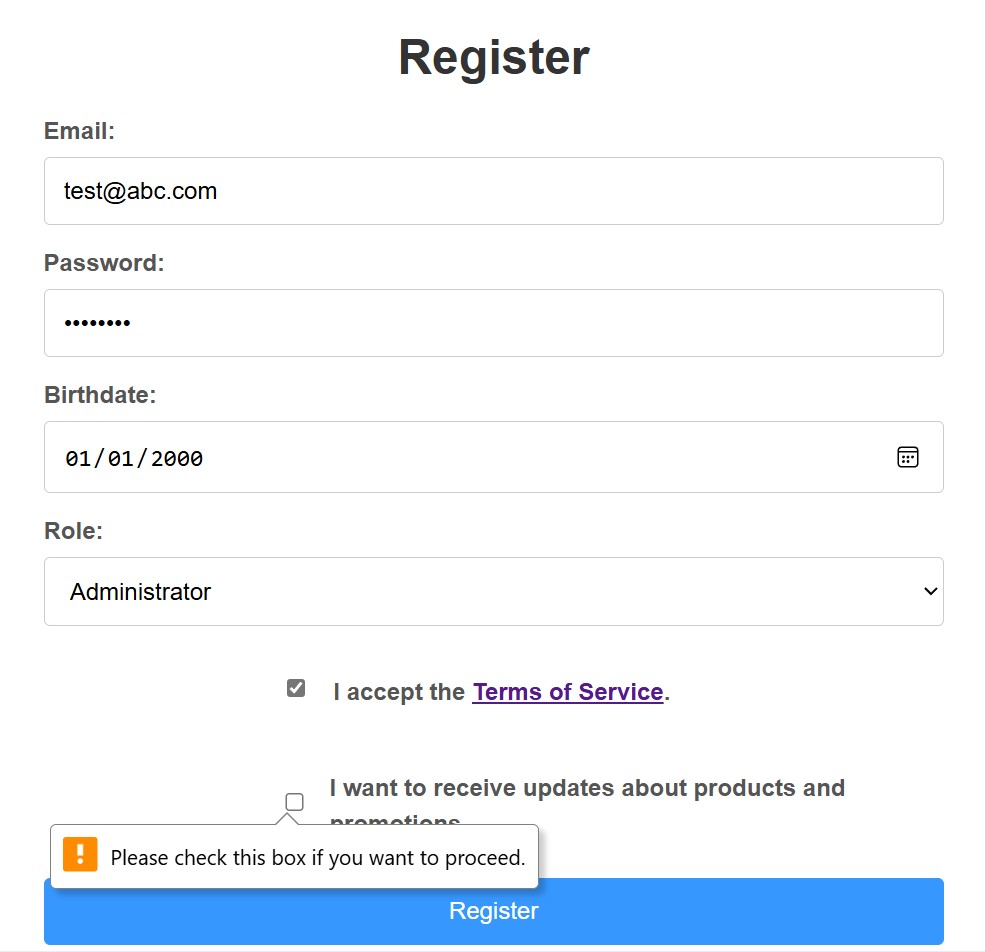 Register
Email:
test@abc.com
Password:
••••••••
Birthdate:
01/01/2000
Role:
Administrator
I accept the Terms of Service.
I want to receive updates about products and
promotions
Please check this box if you want to proceed.
Register